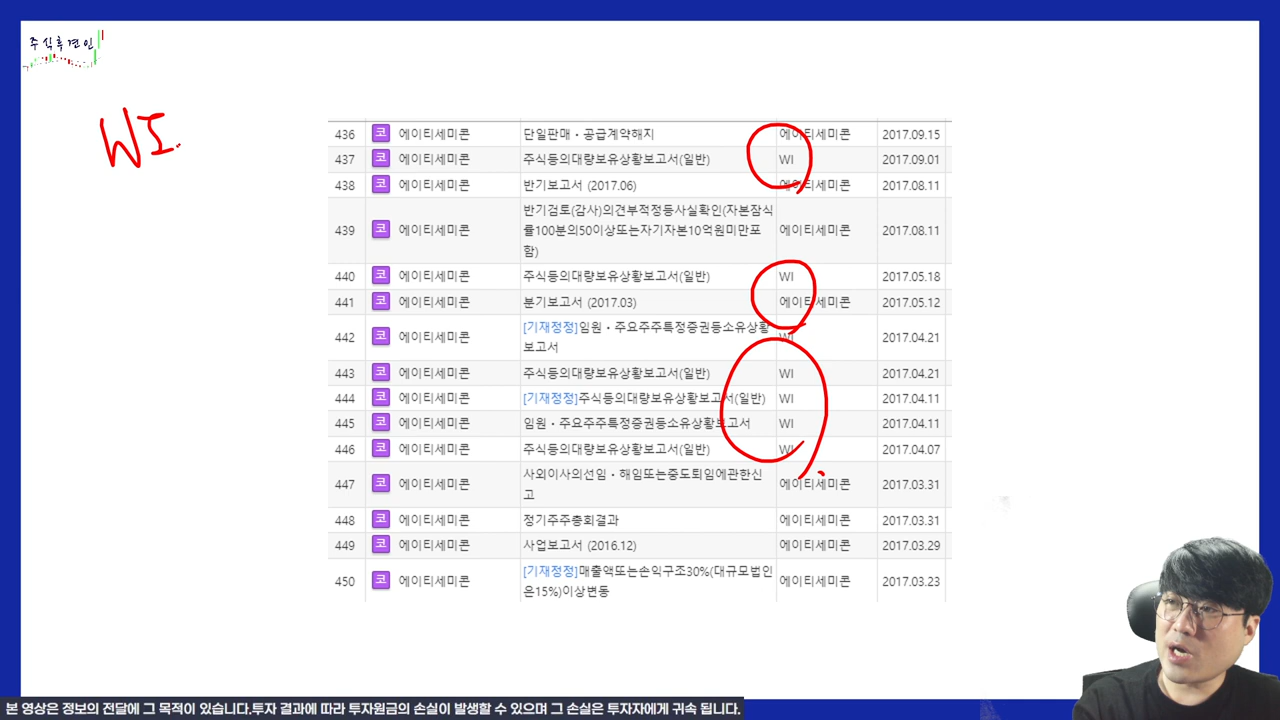 주식후견인
WI.
436 코 에이티세미콘 단일판매・공급계약해지 에이티세미콘 2017.09.15
437 코 에이티세미콘 주식등의대량보유상황보고서(일반) WI 2017.09.01
438 코 에이티세미콘 반기보고서 (2017.06) 에이티세미콘 2017.08.11
439 코 에이티세미콘 반기검토(감사)의견부적정등사실확인(자본잠식
률100분의50이상또는자기자본10억원미만포
함) 에이티세미콘 2017.08.11
440 코 에이티세미콘 주식등의대량보유상황보고서(일반) WI 2017.05.18
441 코 에이티세미콘 분기보고서 (2017.03) 에이티세미콘 2017.05.12
442 코 에이티세미콘 [기재정정]임원・주요주주특정증권등소유상황
보고서 WI 2017.04.21
443 코 에이티세미콘 주식등의대량보유상황보고서(일반) WI 2017.04.21
444 코 에이티세미콘 [기재정정]주식등의대량보유상황보고서(일반) WI 2017.04.11
445 코 에이티세미콘 임원・주요주주특정증권등소유상황보고서 WI 2017.04.11
446 코 에이티세미콘 주식등의대량보유상황보고서(일반) WI 2017.04.07
447 코 에이티세미콘 사외이사의선임・해임또는중도퇴임에관한신
고 에이티세미콘 2017.03.31
448 코 에이티세미콘 정기주주총회결과 에이티세미콘 2017.03.31
449 코 에이티세미콘 사업보고서 (2016.12) 에이티세미콘 2017.03.29
450 코 에이티세미콘 [기재정정]매출액또는손익구조30%(대규모법인
은15%)이상변동 에이티세미콘 2017.03.23
본 영상은 정보의 전달에 그 목적이 있습니다.투자 결과에 따라 투자원금의 손실이 발생할 수 있으며 그 손실은 투자자에게 귀속 됩니다.